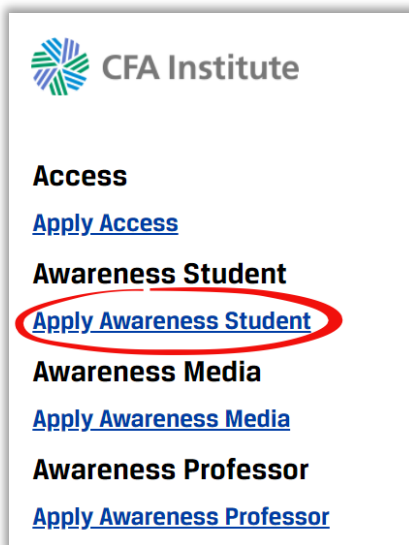 CFA Institute
Access
Apply Access
Awareness Student
Apply Awareness Student
Awareness Media
Apply Awareness Media
Awareness Professor
Apply Awareness Professor